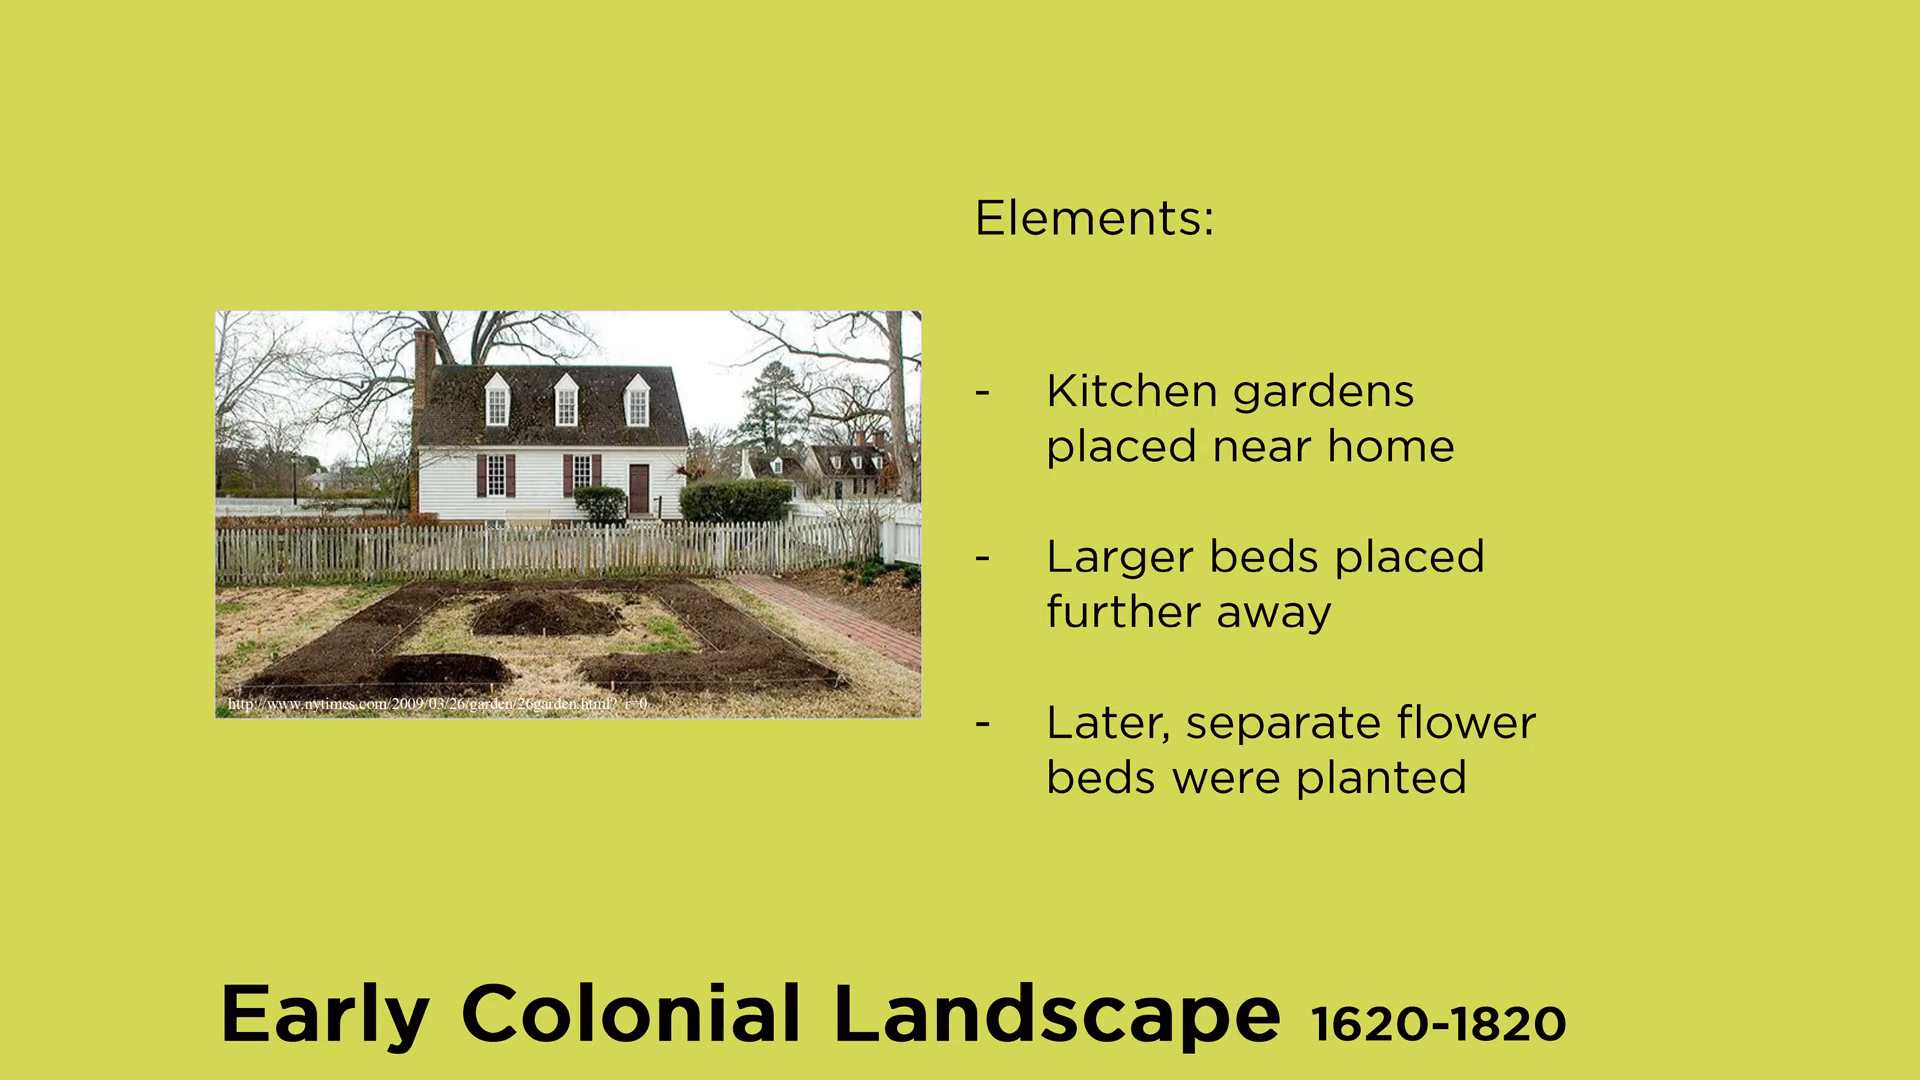 Elements:
- Kitchen gardens
placed near home
- Larger beds placed
further away
- Later, separate flower
beds were planted
http://www.nytimes.com/2009/03/26/garden/26garden.html?_r=0
Early Colonial Landscape 1620-1820